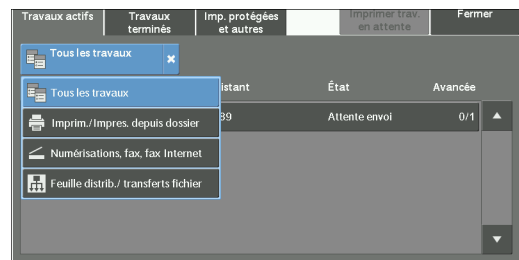 Travaux actifs
Travaux
terminés
Imp. protégées
et autres
Imprimer trav.
en attente
Fermer
Tous les travaux
istant
État
Avancée
Tous les travaux
Imprim./Impres. depuis dossier
39
Attente envoi
0/1
Numérisations, fax, fax Internet
Feuille distrib./ transferts fichier